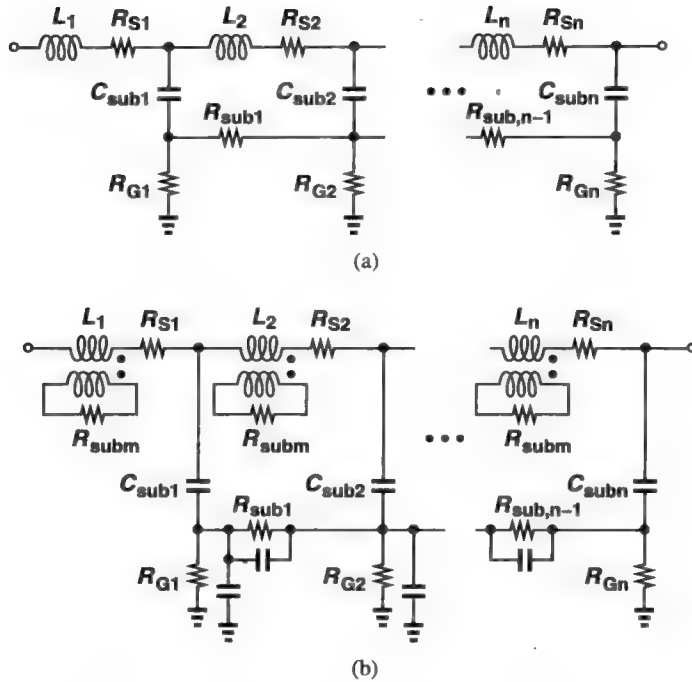 L1 RS1 L2 RS2 Ln RSn
Csub1 Csub2 Csubn
Rsub1 Rsub,n−1
RG1 RG2 RGn
(a)
L1 RS1 L2 RS2 Ln RSn
Rsubm Rsubm Rsubm
Csub1 Csub2 Csubn
Rsub1 Rsub,n−1
RG1 RG2 RGn
(b)